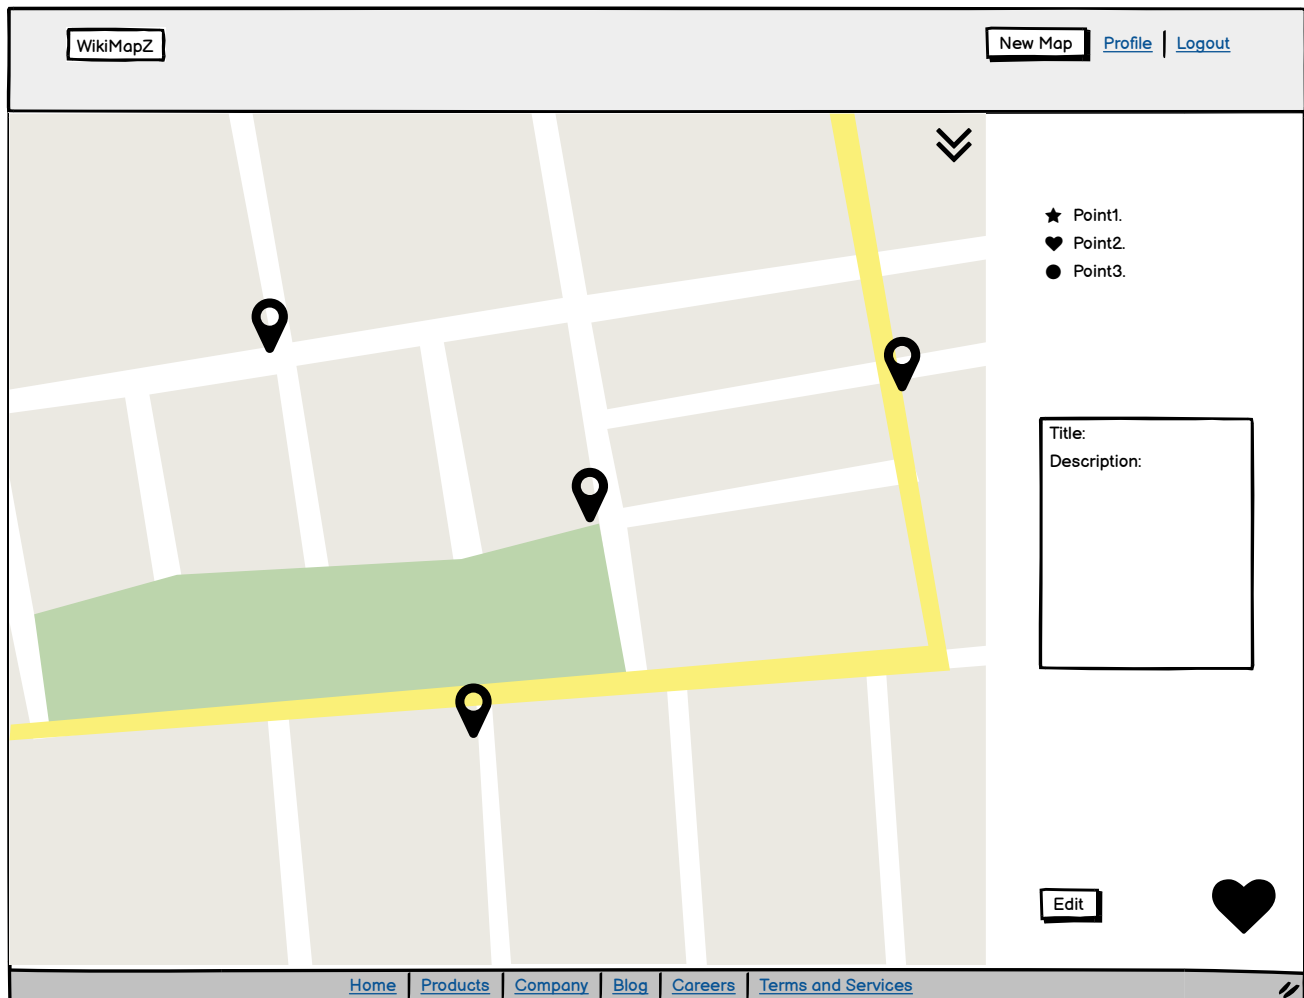 WikiMapZ
New Map Profile Logout
Point1.
Point2.
Point3.
Title:
Description:
Edit
Home Products Company Blog Careers Terms and Services